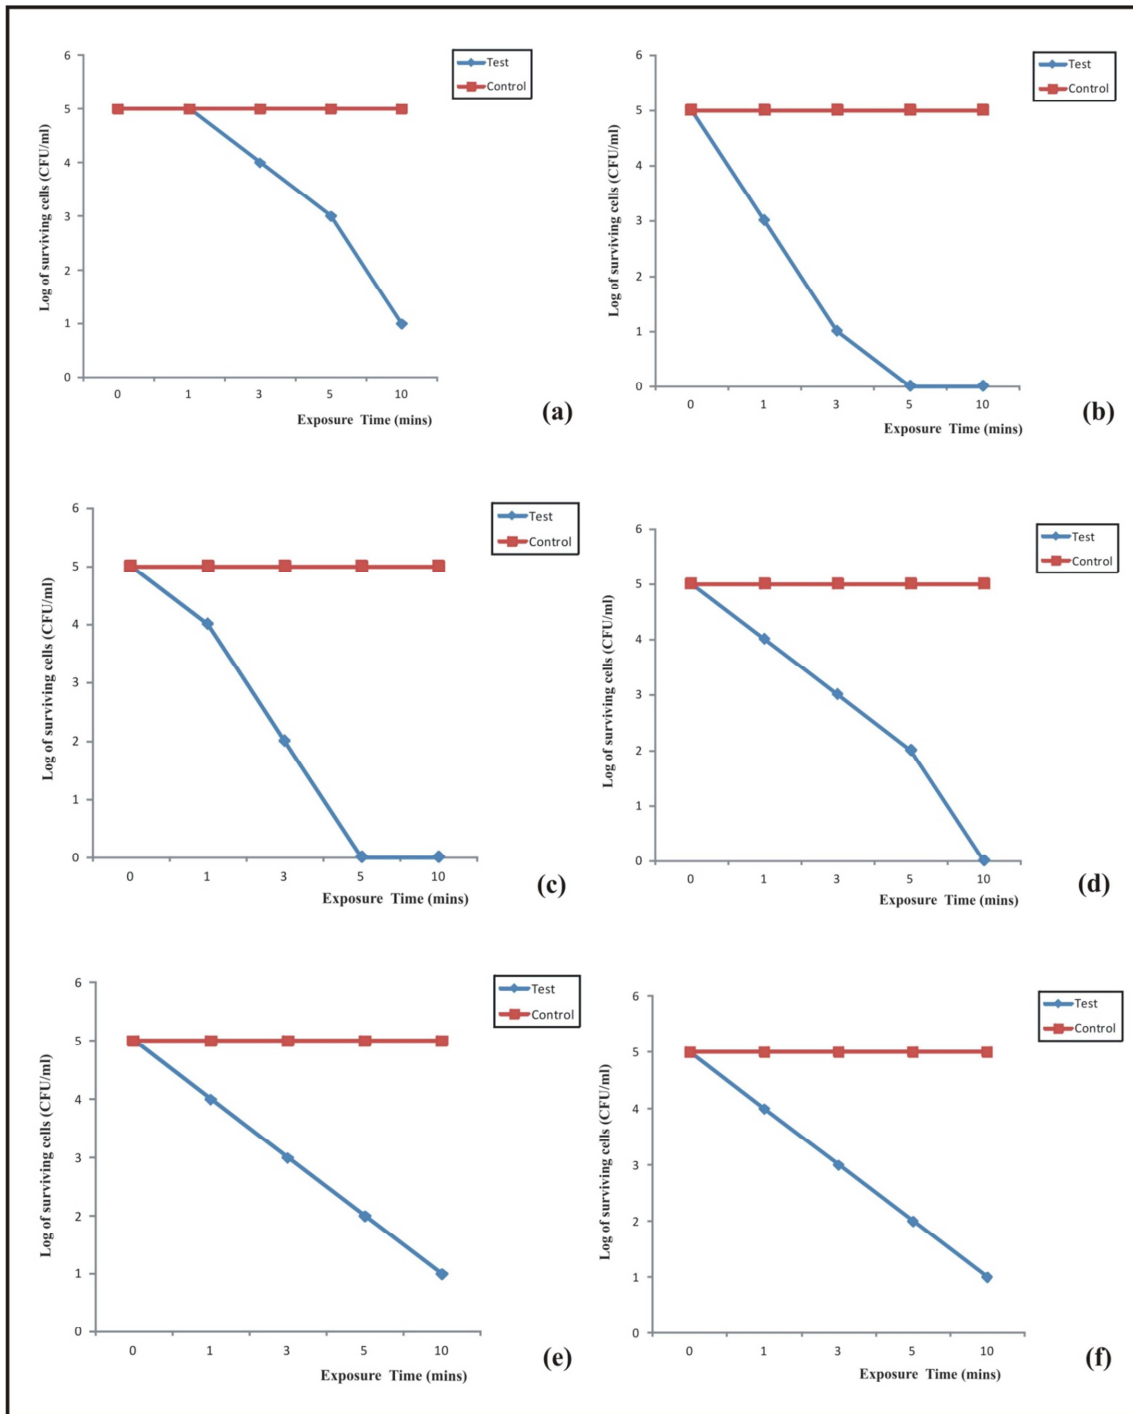 6
5
4
3
2
1
0
Log of surviving cells (CFU/ml)
0 1 3 5 10
Exposure Time (mins)
Test
Control
(a)
6
5
4
3
2
1
0
Log of surviving cells (CFU/ml)
0 1 3 5 10
Exposure Time (mins)
Test
Control
(b)
6
5
4
3
2
1
0
Log of surviving cells (CFU/ml)
0 1 3 5 10
Exposure Time (mins)
Test
Control
(c)
6
5
4
3
2
1
0
Log of surviving cells (CFU/ml)
0 1 3 5 10
Exposure Time (mins)
Test
Control
(d)
6
5
4
3
2
1
0
Log of surviving cells (CFU/ml)
0 1 3 5 10
Exposure Time (mins)
Test
Control
(e)
6
5
4
3
2
1
0
Log of surviving cells (CFU/ml)
0 1 3 5 10
Exposure Time (mins)
Test
Control
(f)